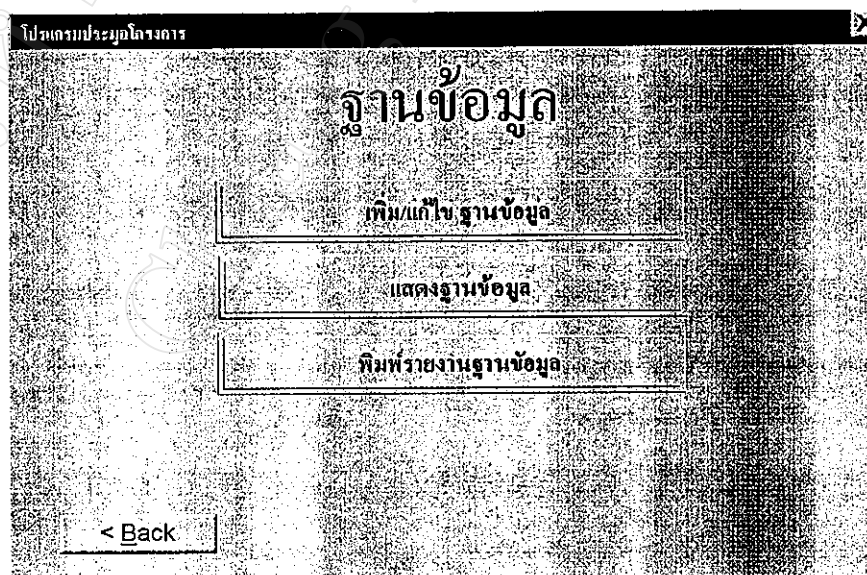 โปรแกรมประมูลโครงการ
ฐานข้อมูล
เพิ่ม/แก้ไข ฐานข้อมูล
แสดงฐานข้อมูล
พิมพ์รายงานฐานข้อมูล
< Back